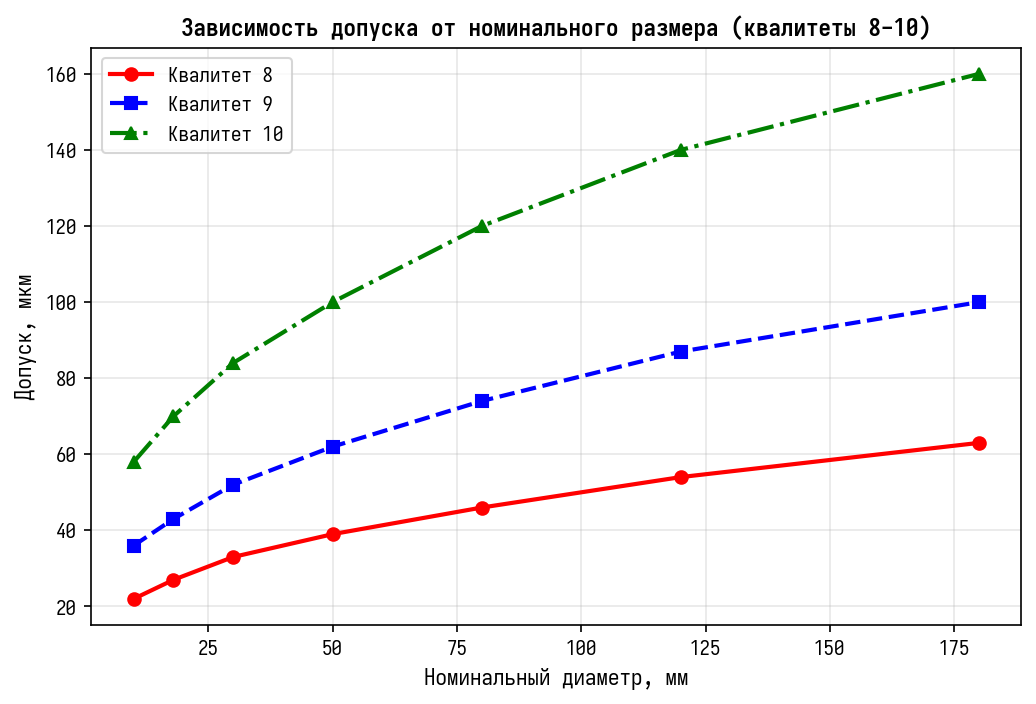 Зависимость допуска от номинального размера (квалитеты 8-10)
Квалитет 8
Квалитет 9
Квалитет 10
Допуск, мкм
160
140
120
100
80
60
40
20
25 50 75 100 125 150 175
Номинальный диаметр, мм